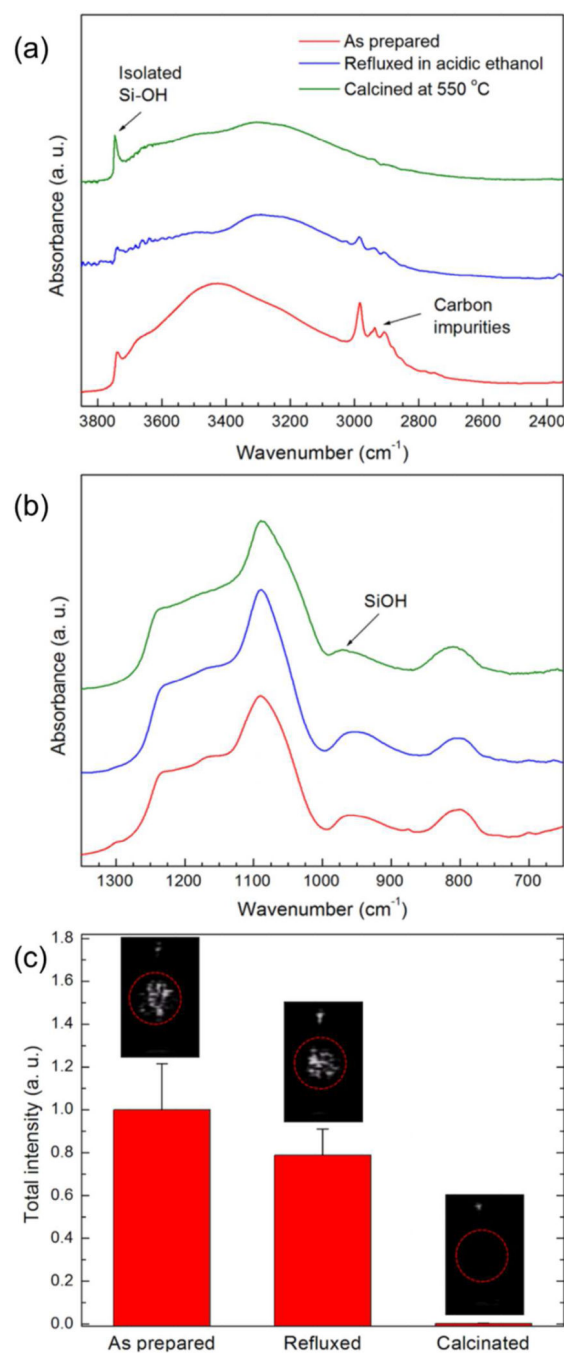 (a)
As prepared
Refluxed in acidic ethanol
Calcined at 550 °C
Isolated
Si-OH
Carbon
impurities
Absorbance (a. u.)
3800 3600 3400 3200 3000 2800 2600 2400
Wavenumber (cm⁻¹)
(b)
SiOH
Absorbance (a. u.)
1300 1200 1100 1000 900 800 700
Wavenumber (cm⁻¹)
(c)
Total intensity (a. u.)
1.8
1.6
1.4
1.2
1.0
0.8
0.6
0.4
0.2
0.0
As prepared Refluxed Calcinated